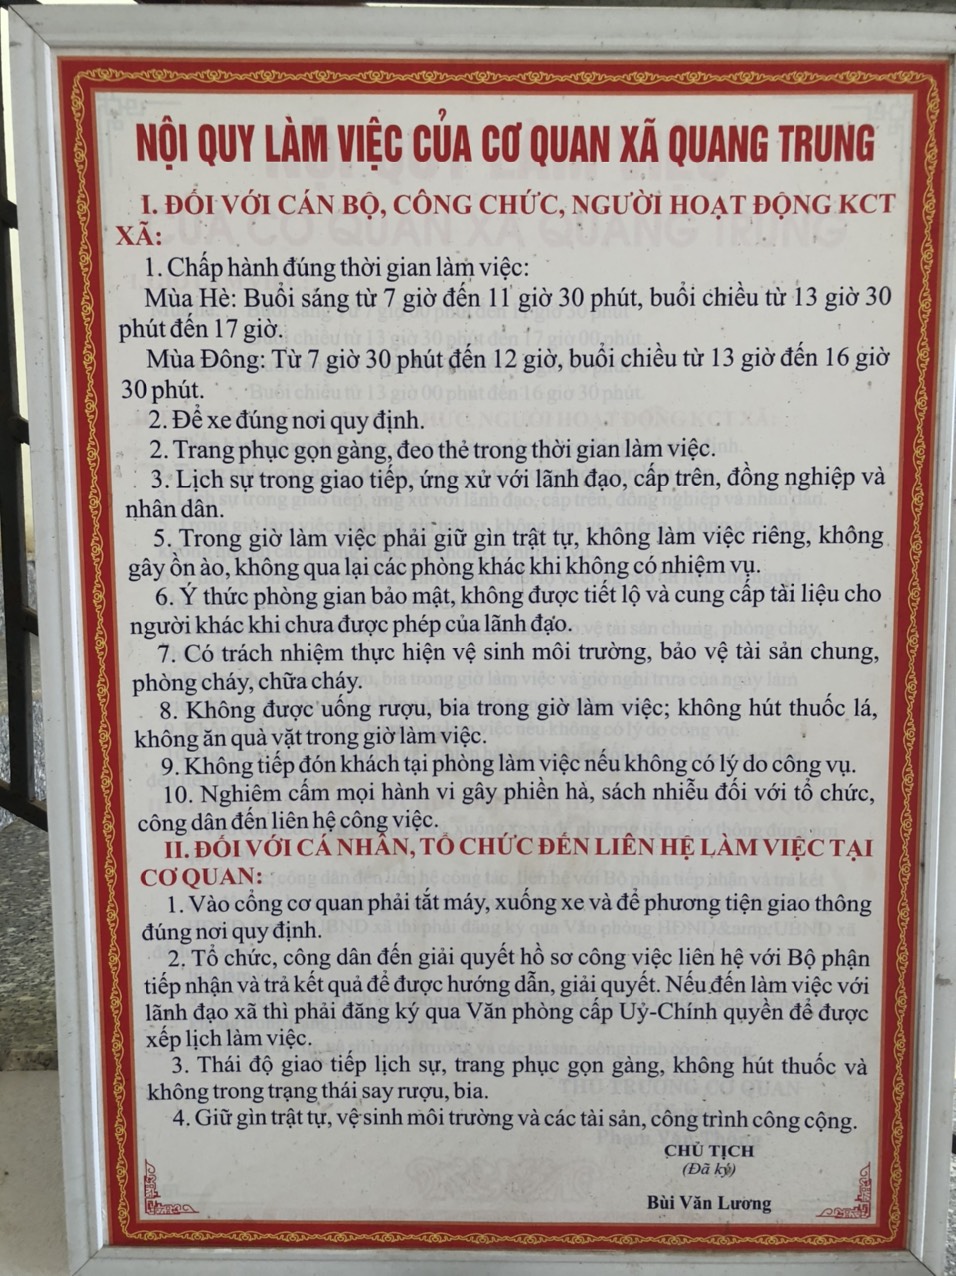 NỘI QUY LÀM VIỆC CỦA CƠ QUAN XÃ QUANG TRUNG
I. ĐỐI VỚI CÁN BỘ, CÔNG CHỨC, NGƯỜI HOẠT ĐỘNG KCT
XÃ:
1. Chấp hành đúng thời gian làm việc:
Mùa Hè: Buổi sáng từ 7 giờ đến 11 giờ 30 phút, buổi chiều từ 13 giờ 30
phút đến 17 giờ.
Mùa Đông: Từ 7 giờ 30 phút đến 12 giờ, buổi chiều từ 13 giờ đến 16 giờ
30 phút.
2. Để xe đúng nơi quy định.
2. Trang phục gọn gàng, đeo thẻ trong thời gian làm việc.
3. Lịch sự trong giao tiếp, ứng xử với lãnh đạo, cấp trên, đồng nghiệp và
nhân dân.
5. Trong giờ làm việc phải giữ gìn trật tự, không làm việc riêng, không
gây ồn ào, không qua lại các phòng khác khi không có nhiệm vụ.
6. Ý thức phòng gian bảo mật, không được tiết lộ và cung cấp tài liệu cho
người khác khi chưa được phép của lãnh đạo.
7. Có trách nhiệm thực hiện vệ sinh môi trường, bảo vệ tài sản chung,
phòng cháy, chữa cháy.
8. Không được uống rượu, bia trong giờ làm việc; không hút thuốc lá,
không ăn quà vặt trong giờ làm việc.
9. Không tiếp đón khách tại phòng làm việc nếu không có lý do công vụ.
10. Nghiêm cấm mọi hành vi gây phiền hà, sách nhiễu đối với tổ chức,
công dân đến liên hệ công việc.
II. ĐỐI VỚI CÁ NHÂN, TỔ CHỨC ĐẾN LIÊN HỆ LÀM VIỆC TẠI
CƠ QUAN:
1. Vào cổng cơ quan phải tắt máy, xuống xe và để phương tiện giao thông
đúng nơi quy định.
2, Tổ chức, công dân đến giải quyết hồ sơ công việc liên hệ với Bộ phận
tiếp nhận và trả kết quả để được hướng dẫn, giải quyết. Nếu đến làm việc với
lãnh đạo xã thì phải đăng ký qua Văn phòng cấp Uỷ-Chính quyền để được
xếp lịch làm việc.
3. Thái độ giao tiếp lịch sự, trang phục gọn gàng, không hút thuốc và
không trong trạng thái say rượu, bia.
4. Giữ gìn trật tự, vệ sinh môi trường và các tài sản, công trình công cộng.
CHỦ TỊCH
(Đã ký)
Bùi Văn Lương